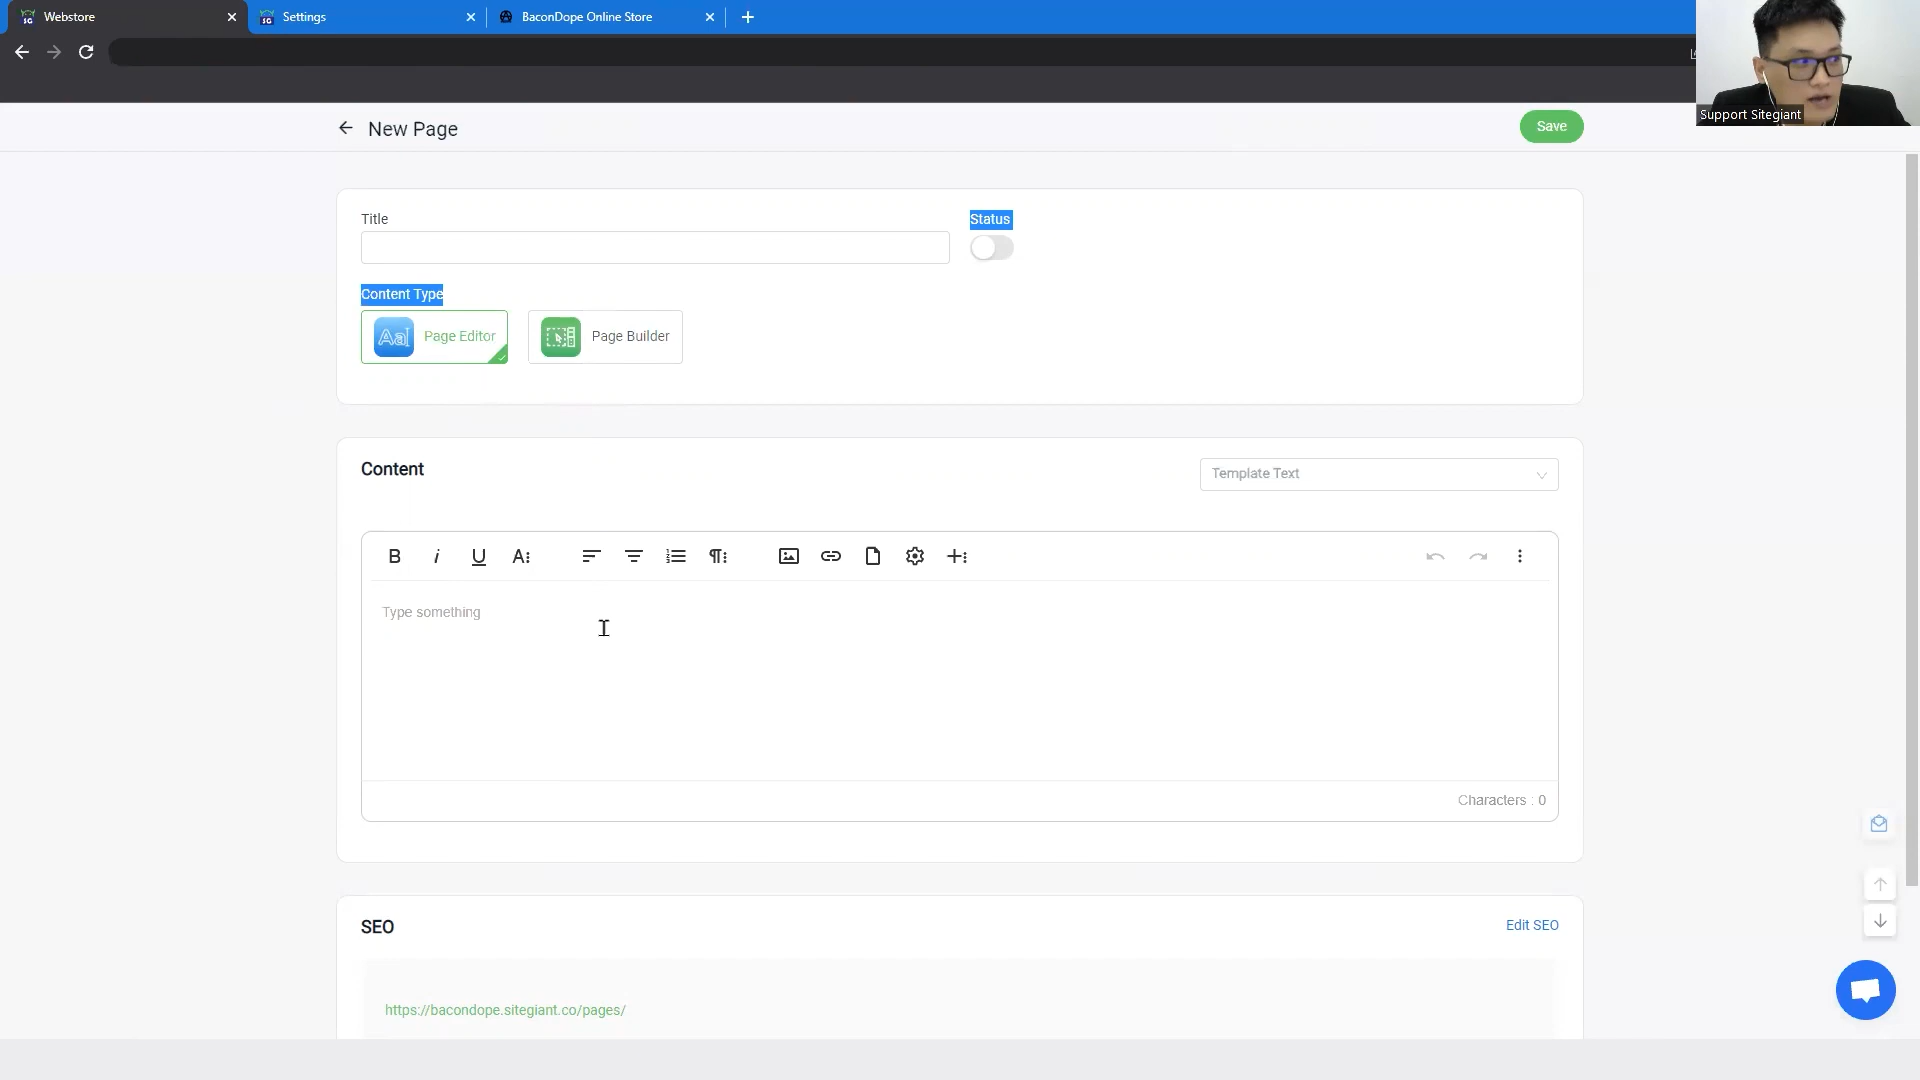 Webstore
Settings
BaconDope Online Store
Support Sitegiant
New Page
Save
Title
Status
Content Type
Page Editor
Page Builder
Content
Template Text
Type something
Characters : 0
SEO
Edit SEO
https://bacondope.sitegiant.co/pages/